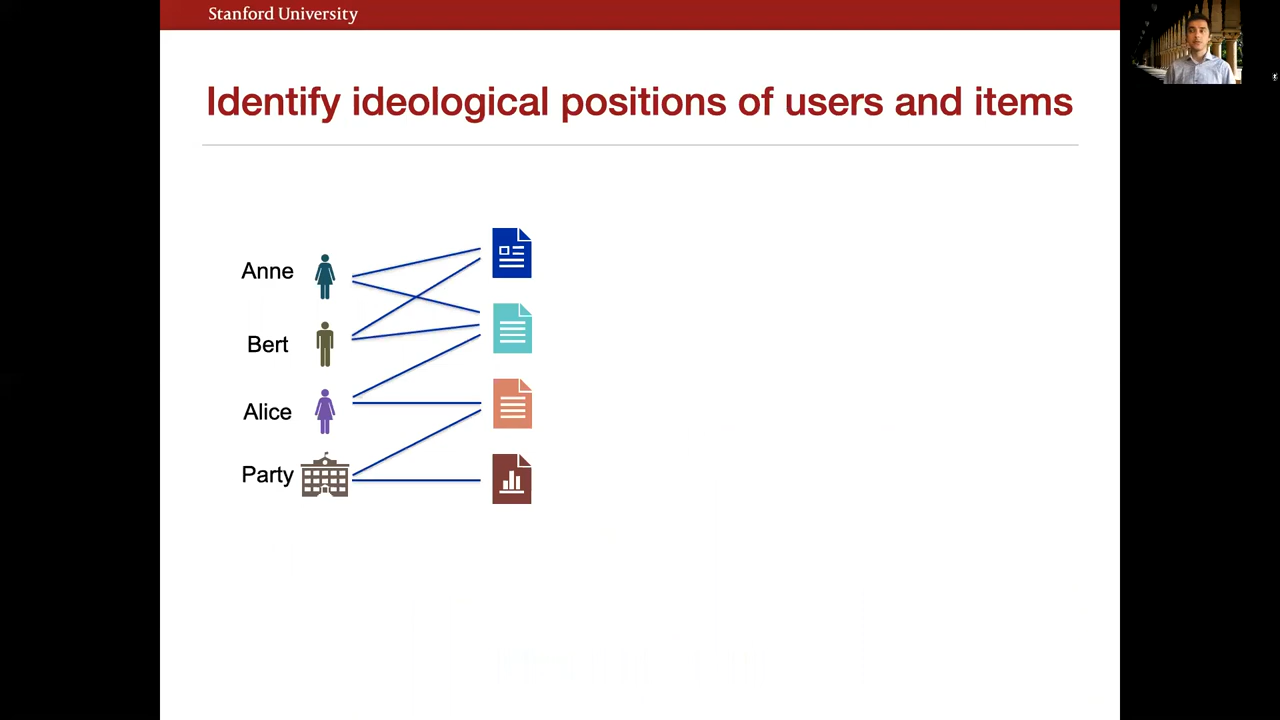 Stanford University
Identify ideological positions of users and items
Anne
Bert
Alice
Party